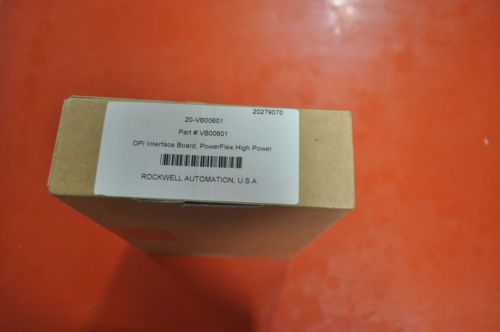 20279070
20-VB00601
Part #:VB00601
DPI Interface Board, PowerFlex High Power
ROCKWELL AUTOMATION, U.S.A.